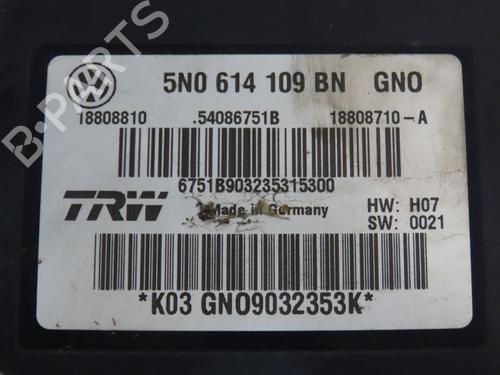 B-PARTS
5N0 614 109 BN GNO
18808810 .54086751B 18808710-A
6751B903235315300
TRW Made in Germany HW: H07
SW: 0021
*K03 GNO9032353K*